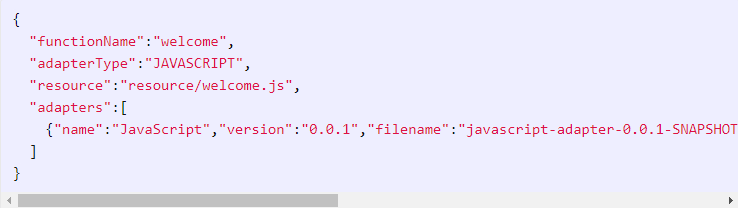 {
"functionName":"welcome",
"adapterType":"JAVASCRIPT",
"resource":"resource/welcome.js",
"adapters":[
{"name":"JavaScript","version":"0.0.1","filename":"javascript-adapter-0.0.1-SNAPSHOT
]
}